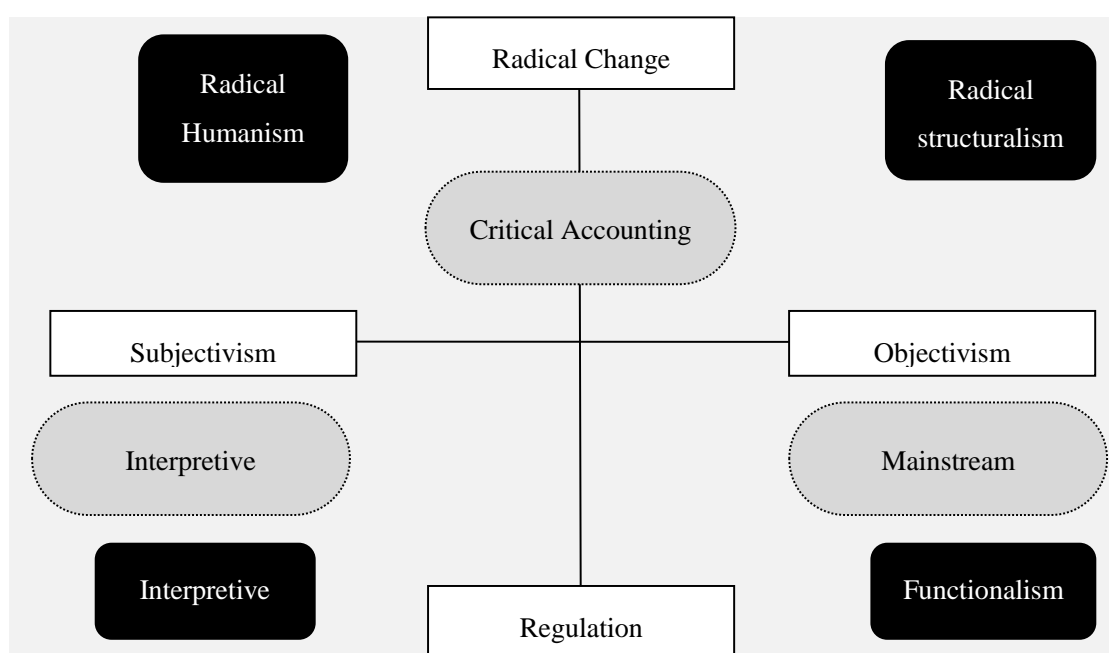 Radical Change
Radical
Humanism
Radical
structuralism
Critical Accounting
Subjectivism
Objectivism
Interpretive
Mainstream
Interpretive
Functionalism
Regulation